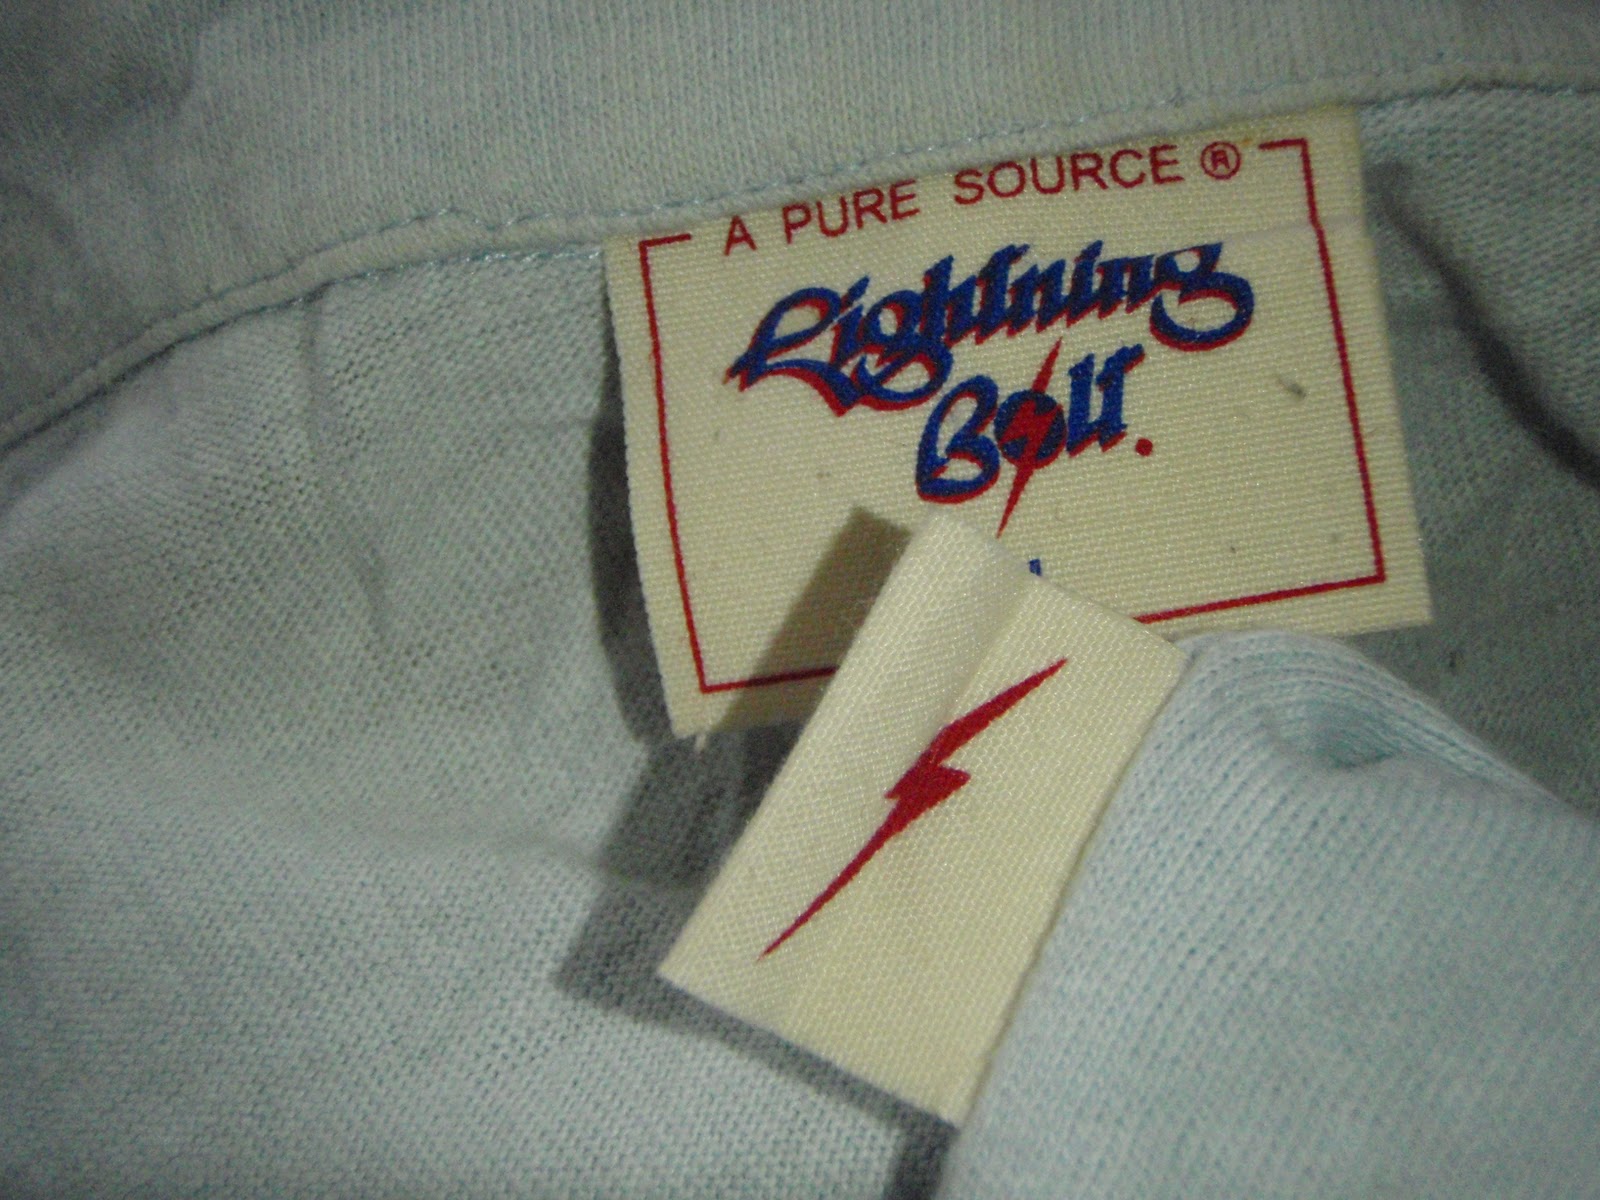 A PURE SOURCE ®
Lightning
Bolt.